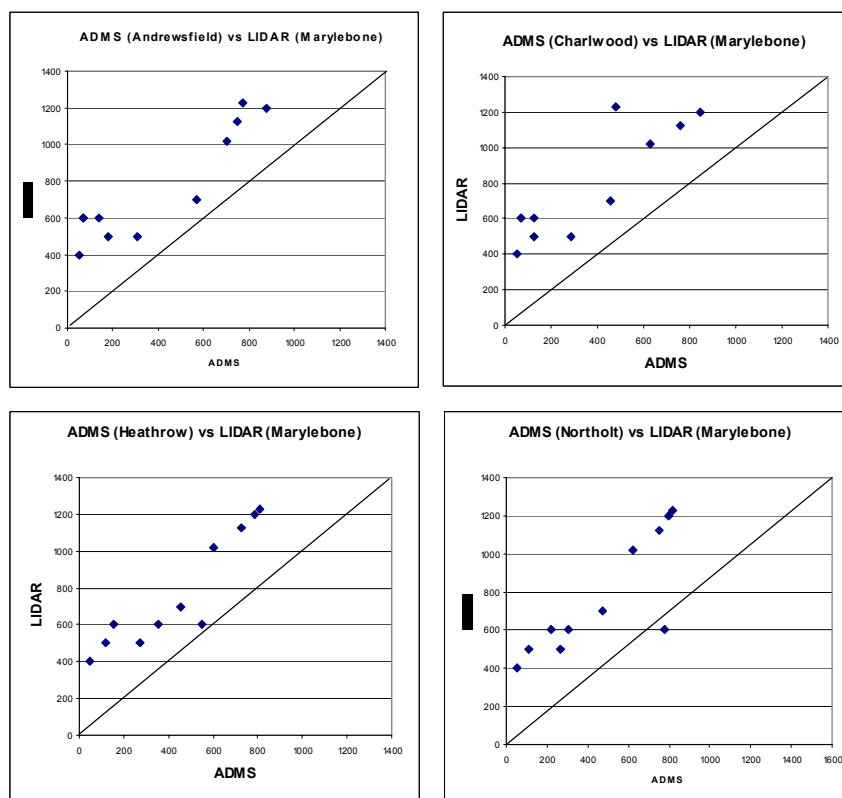 ADMS (Andrewsfield) vs LIDAR (Marylebone)
1400
1200
1000
800
600
400
200
0
0 200 400 600 800 1000 1200 1400
ADMS
ADMS (Charlwood) vs LIDAR (Marylebone)
LIDAR
1400
1200
1000
800
600
400
200
0
0 200 400 600 800 1000 1200 1400
ADMS
ADMS (Heathrow) vs LIDAR (Marylebone)
LIDAR
1400
1200
1000
800
600
400
200
0
0 200 400 600 800 1000 1200 1400
ADMS
ADMS (Northolt) vs LIDAR (Marylebone)
1400
1200
1000
800
600
400
200
0
0 200 400 600 800 1000 1200 1400 1600
ADMS